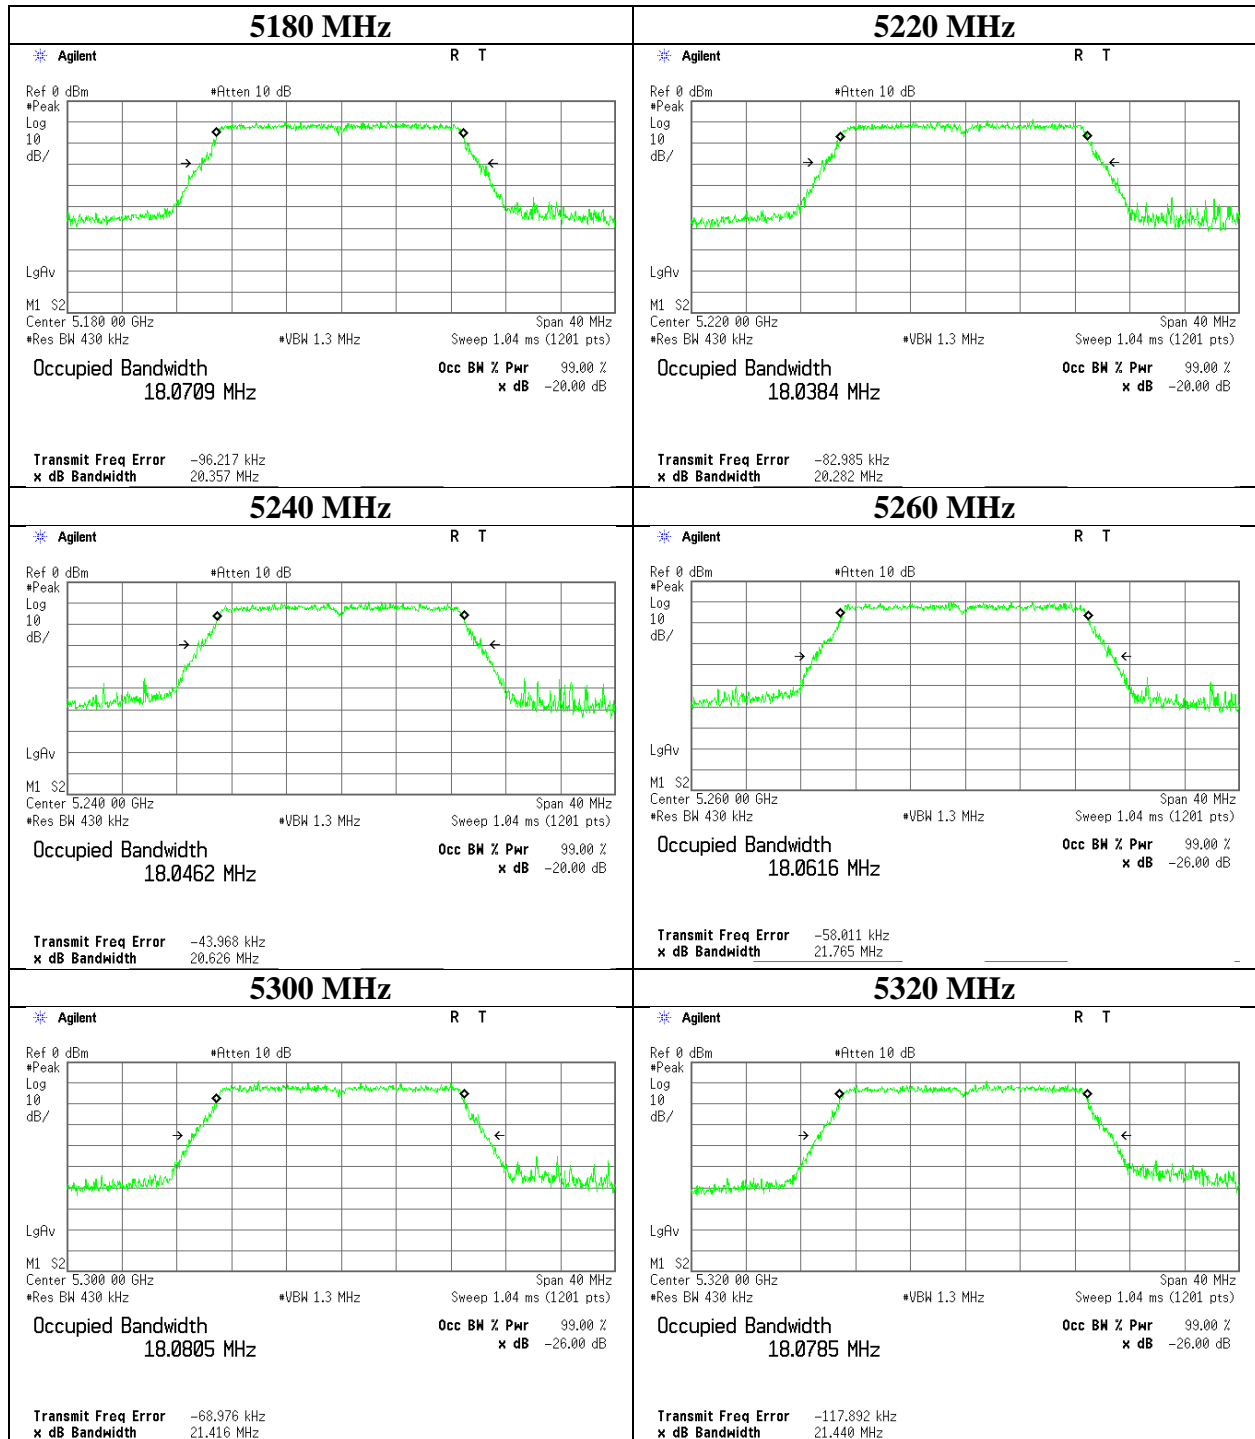 5180 MHz
Agilent R T
Ref 0 dBm #Atten 10 dB
#Peak
Log
10
dB/
LgAv
M1 S2
Center 5.180 00 GHz Span 40 MHz
#Res BW 430 kHz #VBW 1.3 MHz Sweep 1.04 ms (1201 pts)
Occupied Bandwidth Occ BW % Pwr 99.00 %
18.0709 MHz x dB -20.00 dB
Transmit Freq Error -96.217 kHz
x dB Bandwidth 20.357 MHz
5220 MHz
Agilent R T
Ref 0 dBm #Atten 10 dB
#Peak
Log
10
dB/
LgAv
M1 S2
Center 5.220 00 GHz Span 40 MHz
#Res BW 430 kHz #VBW 1.3 MHz Sweep 1.04 ms (1201 pts)
Occupied Bandwidth Occ BW % Pwr 99.00 %
18.0384 MHz x dB -20.00 dB
Transmit Freq Error -82.985 kHz
x dB Bandwidth 20.282 MHz
5240 MHz
Agilent R T
Ref 0 dBm #Atten 10 dB
#Peak
Log
10
dB/
LgAv
M1 S2
Center 5.240 00 GHz Span 40 MHz
#Res BW 430 kHz #VBW 1.3 MHz Sweep 1.04 ms (1201 pts)
Occupied Bandwidth Occ BW % Pwr 99.00 %
18.0462 MHz x dB -20.00 dB
Transmit Freq Error -43.968 kHz
x dB Bandwidth 20.626 MHz
5260 MHz
Agilent R T
Ref 0 dBm #Atten 10 dB
#Peak
Log
10
dB/
LgAv
M1 S2
Center 5.260 00 GHz Span 40 MHz
#Res BW 430 kHz #VBW 1.3 MHz Sweep 1.04 ms (1201 pts)
Occupied Bandwidth Occ BW % Pwr 99.00 %
18.0616 MHz x dB -26.00 dB
Transmit Freq Error -58.011 kHz
x dB Bandwidth 21.765 MHz
5300 MHz
Agilent R T
Ref 0 dBm #Atten 10 dB
#Peak
Log
10
dB/
LgAv
M1 S2
Center 5.300 00 GHz Span 40 MHz
#Res BW 430 kHz #VBW 1.3 MHz Sweep 1.04 ms (1201 pts)
Occupied Bandwidth Occ BW % Pwr 99.00 %
18.0805 MHz x dB -26.00 dB
Transmit Freq Error -68.976 kHz
x dB Bandwidth 21.416 MHz
5320 MHz
Agilent R T
Ref 0 dBm #Atten 10 dB
#Peak
Log
10
dB/
LgAv
M1 S2
Center 5.320 00 GHz Span 40 MHz
#Res BW 430 kHz #VBW 1.3 MHz Sweep 1.04 ms (1201 pts)
Occupied Bandwidth Occ BW % Pwr 99.00 %
18.0785 MHz x dB -26.00 dB
Transmit Freq Error -117.892 kHz
x dB Bandwidth 21.440 MHz